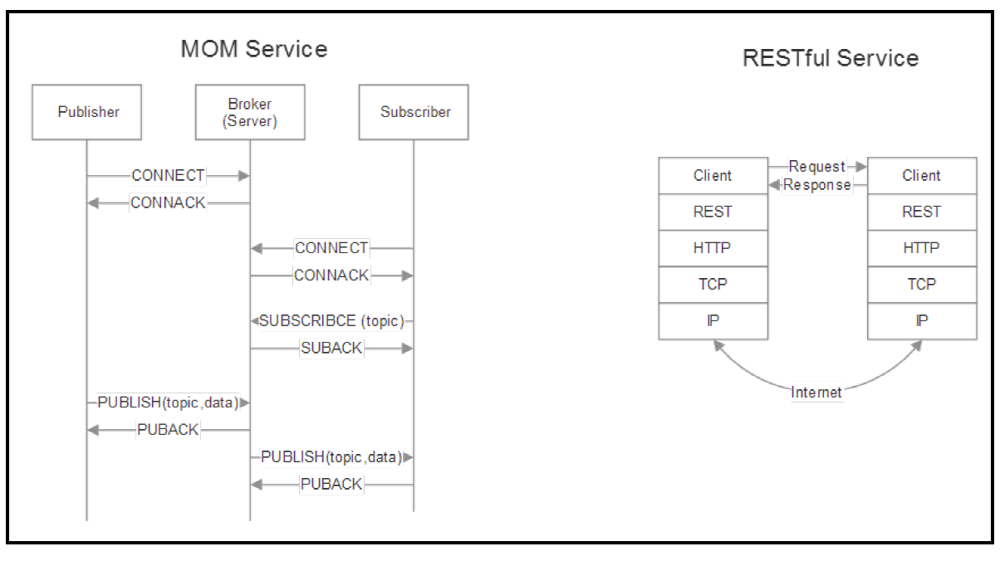 MOM Service
RESTful Service
Publisher
Broker
(Server)
Subscriber
CONNECT
CONNACK
CONNECT
CONNACK
SUBSCRIBCE (topic)
SUBACK
PUBLISH(topic,data)
PUBACK
PUBLISH(topic,data)
PUBACK
Client
Request
Response
Client
REST
REST
HTTP
HTTP
TCP
TCP
IP
IP
Internet